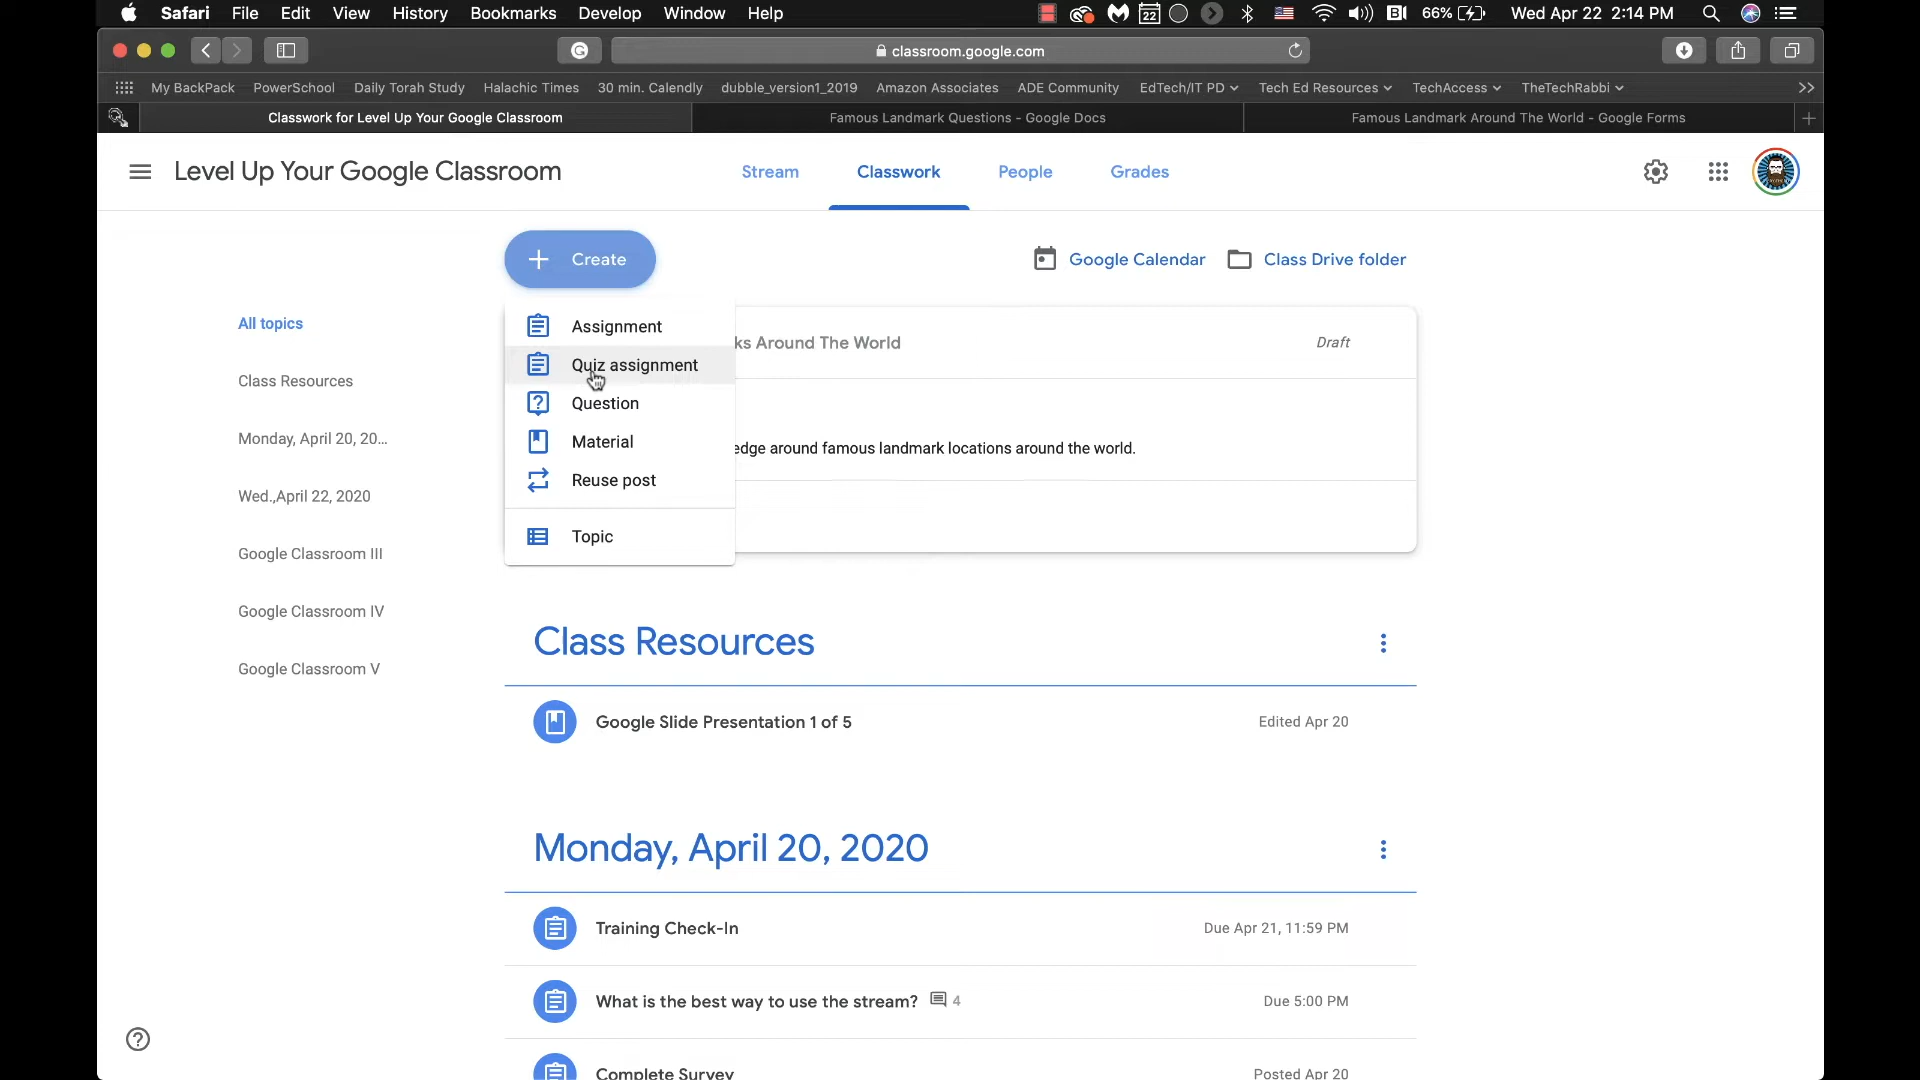 Safari File Edit View History Bookmarks Develop Window Help 22 66% Wed Apr 22 2:14 PM
classroom.google.com
My BackPack PowerSchool Daily Torah Study Halachic Times 30 min. Calendly dubble_version1_2019 Amazon Associates ADE Community EdTech/IT PD Tech Ed Resources TechAccess TheTechRabbi
Classwork for Level Up Your Google Classroom Famous Landmark Questions - Google Docs Famous Landmark Around The World - Google Forms
Level Up Your Google Classroom Stream Classwork People Grades
Create Google Calendar Class Drive folder
All topics
Class Resources
Monday, April 20, 20...
Wed.,April 22, 2020
Google Classroom III
Google Classroom IV
Google Classroom V
Assignment
Quiz assignment
Question
Material
Reuse post
Topic
ks Around The World Draft
edge around famous landmark locations around the world.
Class Resources
Google Slide Presentation 1 of 5 Edited Apr 20
Monday, April 20, 2020
Training Check-In Due Apr 21, 11:59 PM
What is the best way to use the stream? 4 Due 5:00 PM
Complete Survey Posted Apr 20